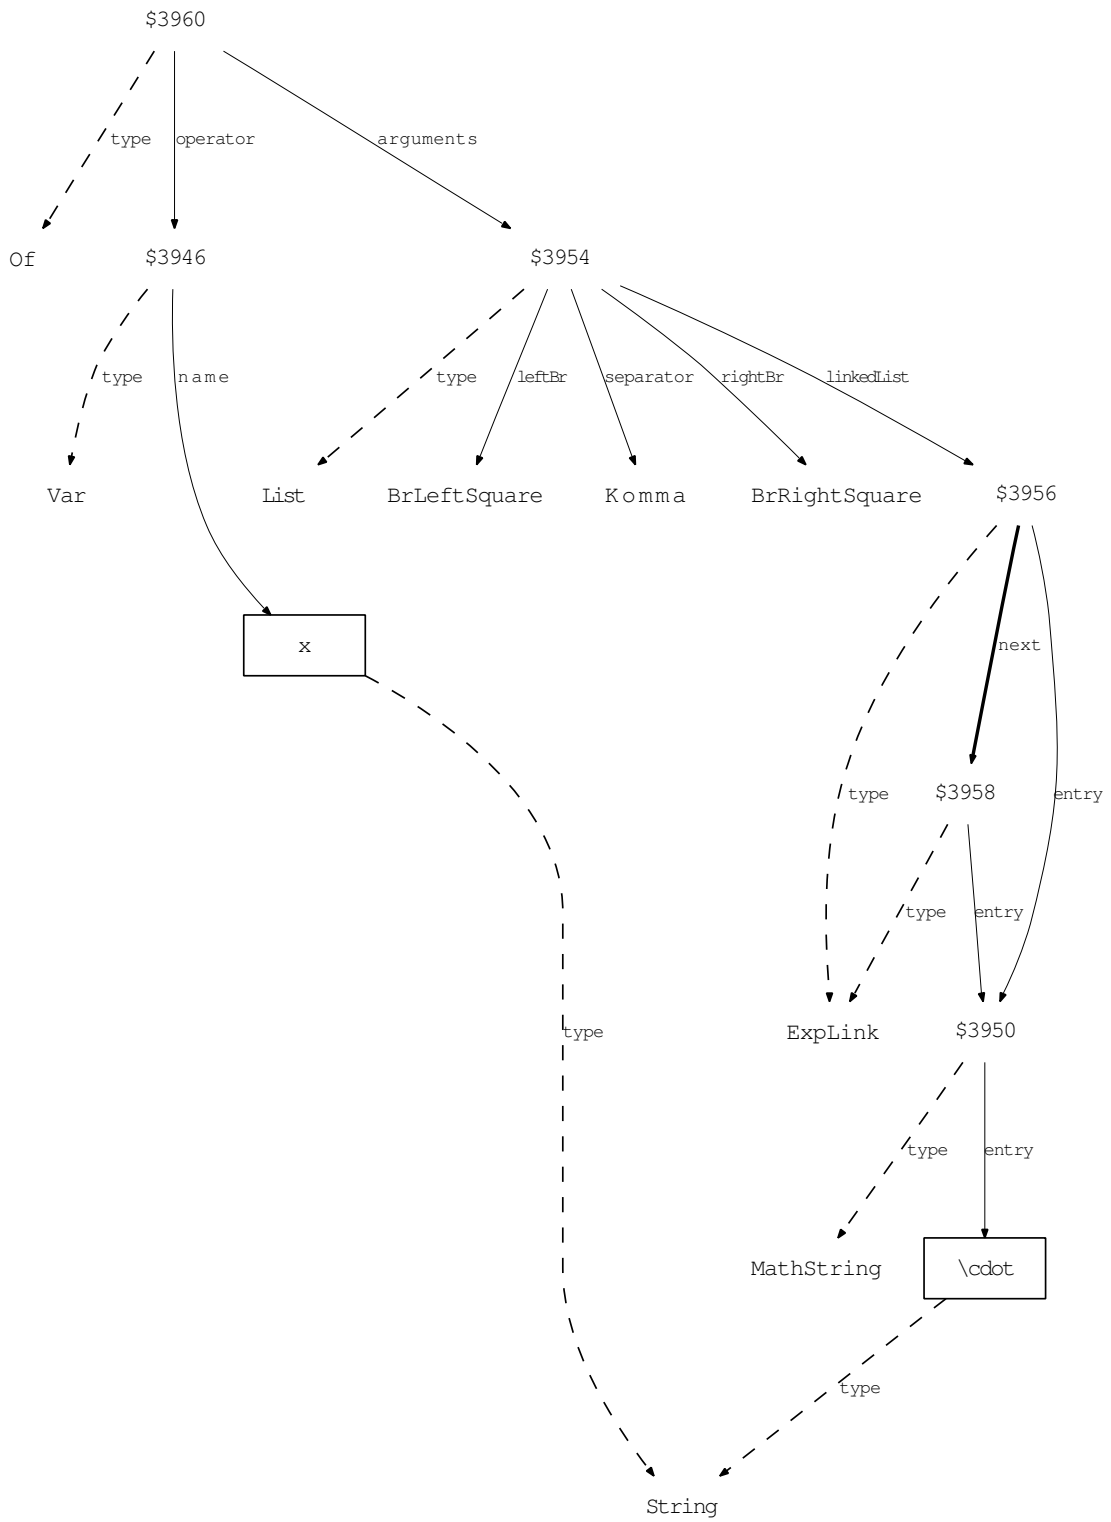 $3960
type operator arguments
Of $3946 $3954
type name type leftBr separator rightBr linkedList
Var List BrLeftSquare Komma BrRightSquare $3956
x next
type $3958 entry
type entry
type ExpLink $3950
type entry
MathString \cdot
type
String